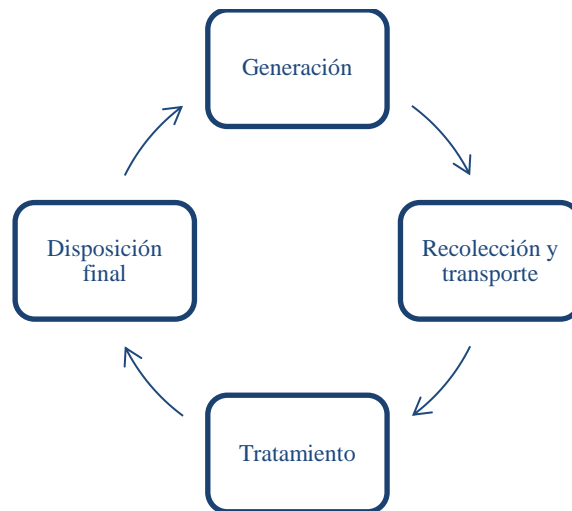 Generación
Recolección y
transporte
Tratamiento
Disposición
final